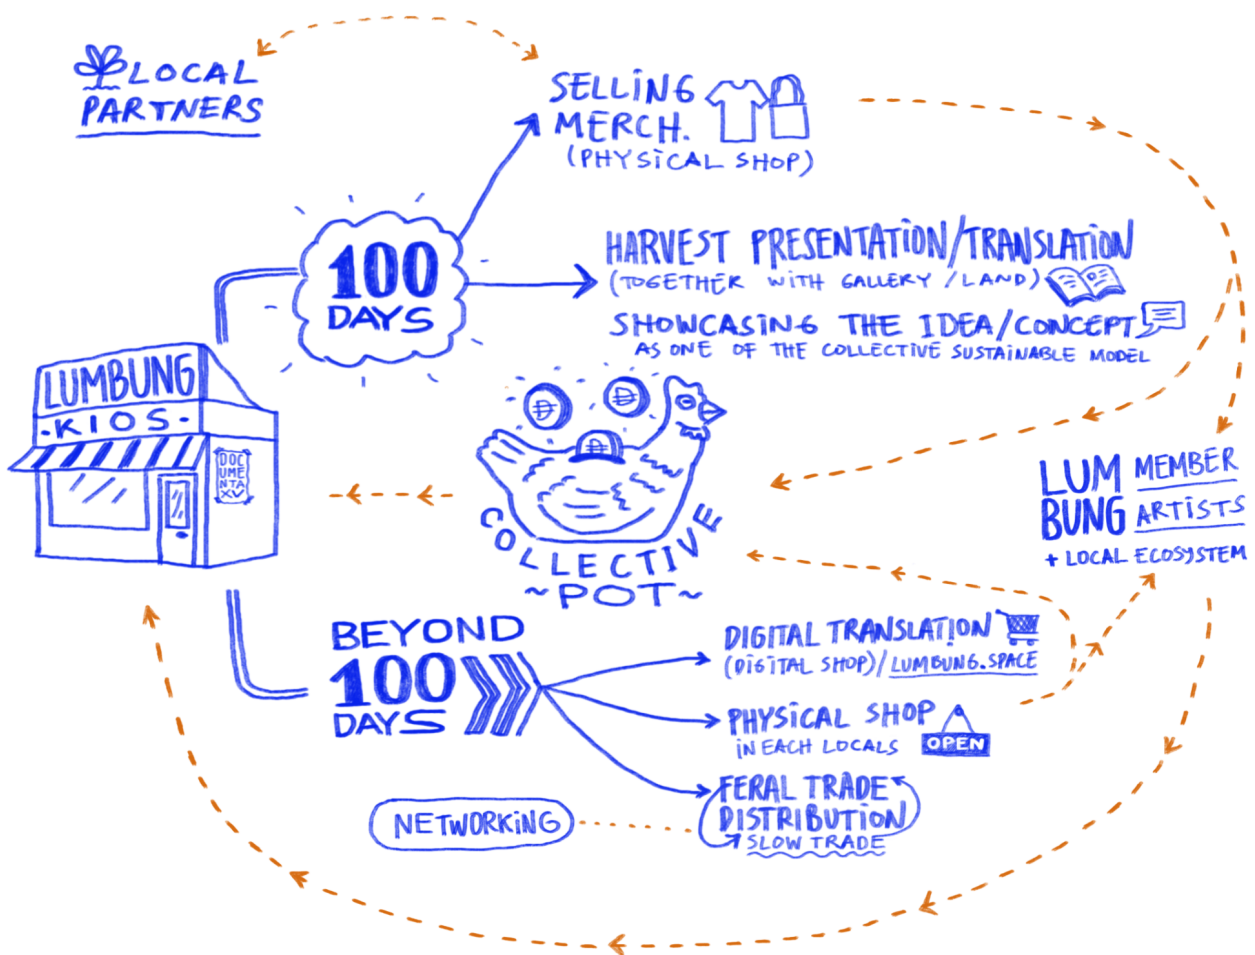 LOCAL
PARTNERS
SELLING
MERCH.
(PHYSICAL SHOP)
100
DAYS
HARVEST PRESENTATION/TRANSLATION
(TOGETHER WITH GALLERY/LAND)
SHOWCASING THE IDEA/CONCEPT
AS ONE OF THE COLLECTIVE SUSTAINABLE MODEL
LUMBUNG
-KIOS-
DOC
UME
NTA
XV
COLLECTIVE
~POT~
LUM
BUNG
MEMBER
ARTISTS
+ LOCAL ECOSYSTEM
BEYOND
100
DAYS
DIGITAL TRANSLATION
(DIGITAL SHOP)/LUMBUNG.SPACE
PHYSICAL SHOP
IN EACH LOCALS
OPEN
FERAL TRADE
DISTRIBUTION
SLOW TRADE
NETWORKING